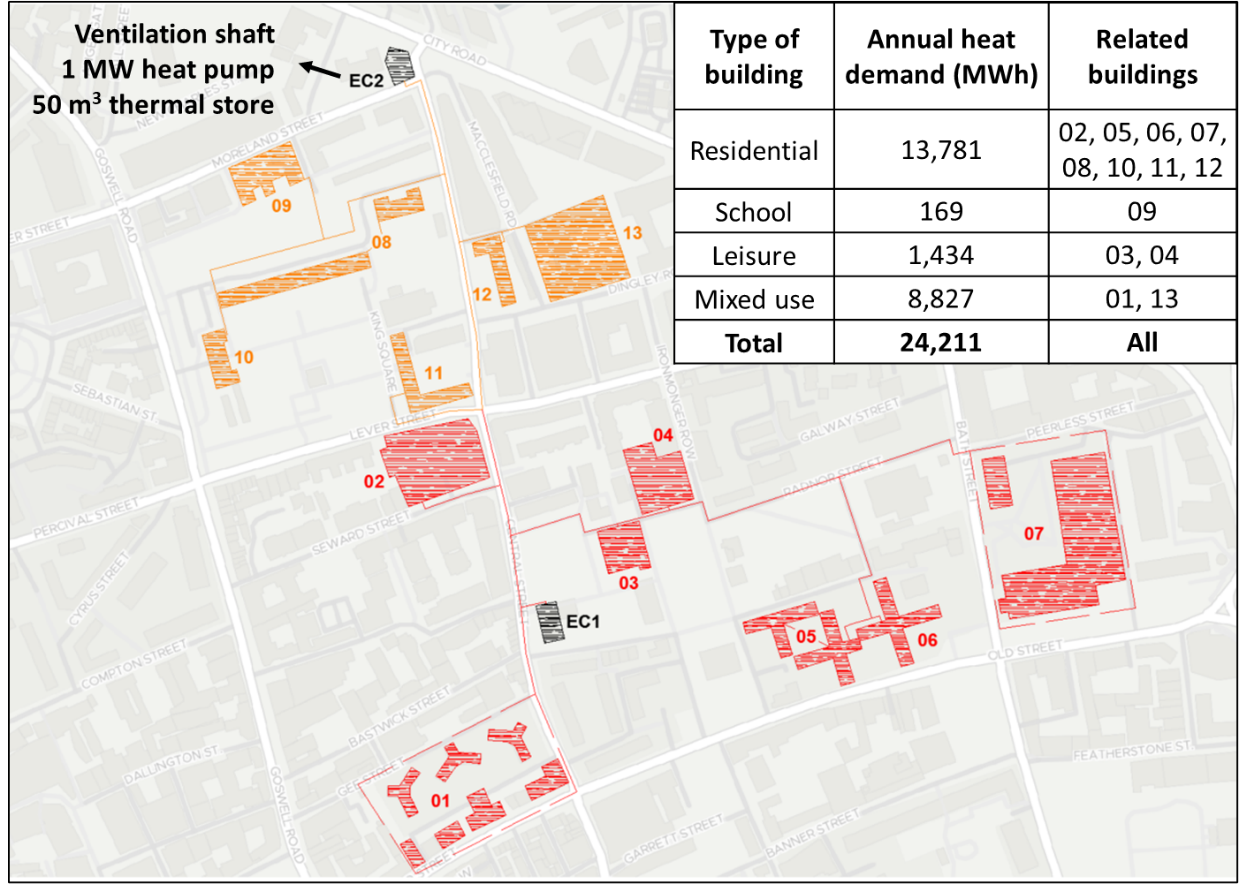 Ventilation shaft
1 MW heat pump
50 m³ thermal store
EC2
CITY ROAD
MORELAND STREET
GOSWELL ROAD
MACCLESFIELD RD
09
08
13
12
DINGLEY
KING SQUARE
10
11
IRONMONGER ROW
SEBASTIAN ST.
LEVER STREET
GALWAY STREET
PEERLESS STREET
BATH STREET
04
02
RADNOR STREET
PERCIVAL STREET
SEWARD STREET
CENTRAL STREET
07
03
CYRUS STREET
EC1
05
06
OLD STREET
COMPTON STREET
BASTWICK STREET
DALLINGTON ST.
GOSWELL ROAD
01
FEATHERSTONE ST.
GARRETT STREET
BANNER STREET
Type of building Annual heat demand (MWh) Related buildings
Residential 13,781 02, 05, 06, 07,
08, 10, 11, 12
School 169 09
Leisure 1,434 03, 04
Mixed use 8,827 01, 13
Total 24,211 All